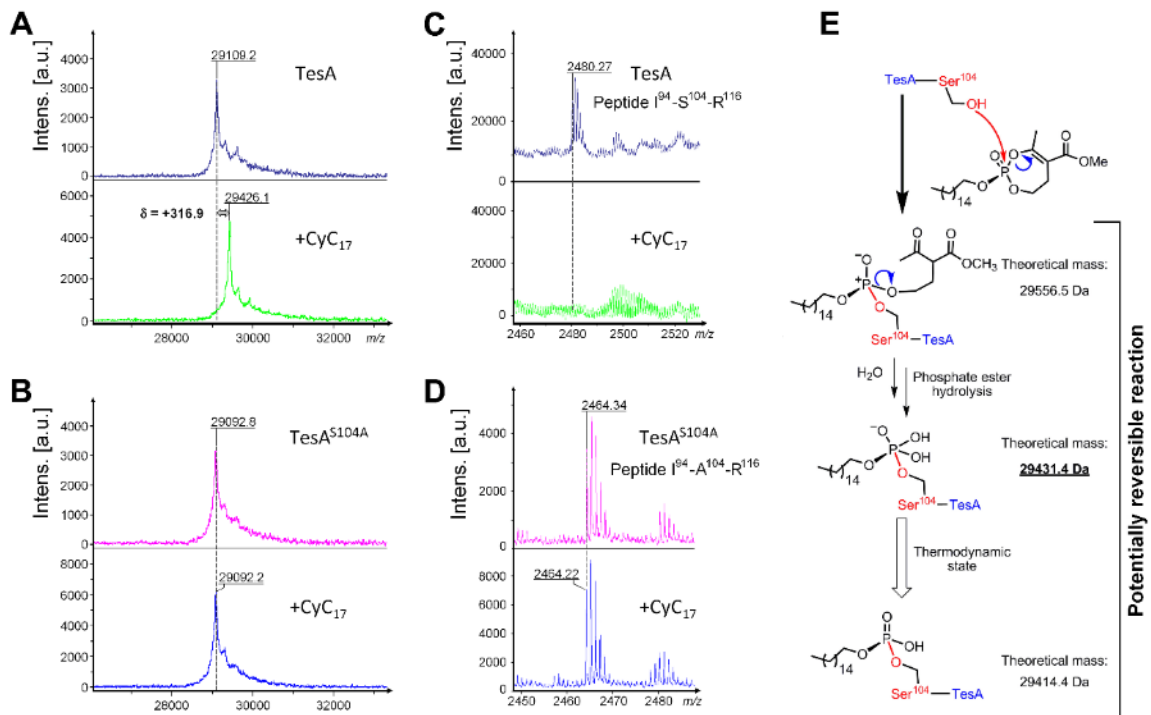 A
Intens. [a.u.]
4000
3000
2000
1000
0
29109.2
TesA
6000
4000
2000
0
29426.1
δ = +316.9
+CyC17
28000
30000
32000
m/z
B
Intens. [a.u.]
4000
3000
2000
1000
0
29092.8
TesAS104A
8000
6000
4000
2000
0
29092.2
+CyC17
28000
30000
32000
m/z
C
Intens. [a.u.]
40000
20000
0
2480.27
TesA
Peptide I94-S104-R116
40000
20000
0
+CyC17
2460
2480
2500
2520
m/z
D
Intens. [a.u.]
4000
2000
0
2464.34
TesAS104A
Peptide I94-A104-R116
8000
6000
4000
2000
0
2464.22
+CyC17
2450
2460
2470
2480
m/z
E
TesA—Ser104
OH
O
O
P
O
O
O
OMe
O
14
O
O
O
OCH3
P
+
O
O
O
14
Ser104—TesA
Theoretical mass:
29556.5 Da
H2O
Phosphate ester
hydrolysis
O
OH
P
OH
O
O
14
Ser104—TesA
Theoretical mass:
29431.4 Da
Thermodynamic
state
O
P
OH
O
O
14
Ser104—TesA
Theoretical mass:
29414.4 Da
Potentially reversible reaction